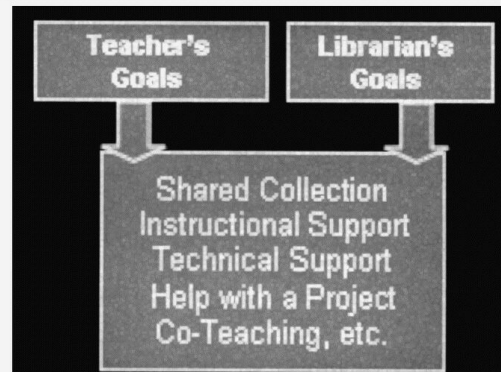 Teacher's
Goals
Librarian's
Goals
Shared Collection
Instructional Support
Technical Support
Help with a Project
Co-Teaching, etc.